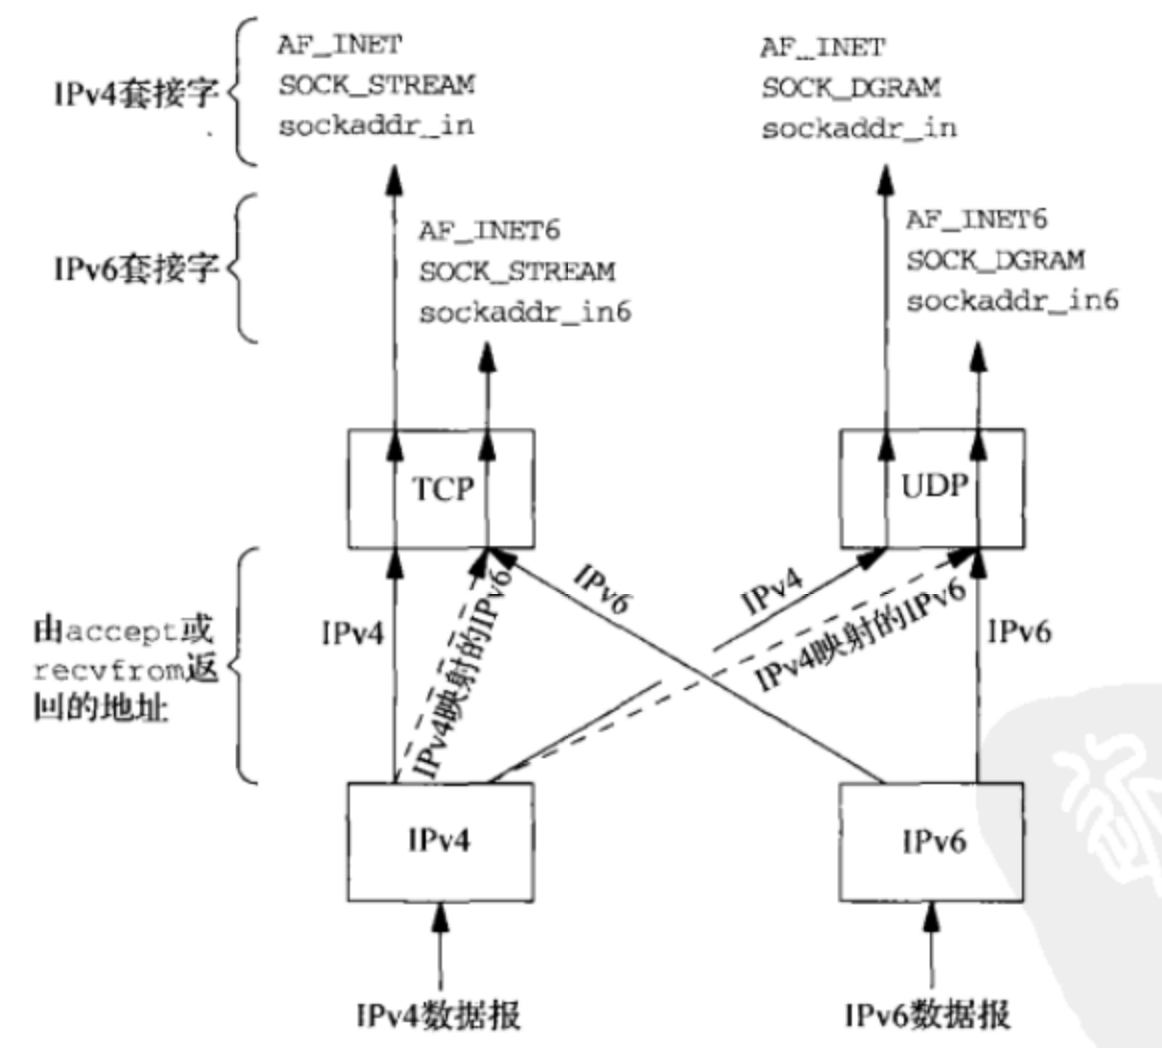 AF_INET
SOCK_STREAM
sockaddr_in
IPv4套接字
AF_INET
SOCK_DGRAM
sockaddr_in
IPv6套接字
AF_INET6
SOCK_STREAM
sockaddr_in6
AF_INET6
SOCK_DGRAM
sockaddr_in6
TCP
UDP
由accept或
recvfrom返
回的地址
IPv4
IPv4映射的IPv6
IPv6
IPv4
IPv4映射的IPv6
IPv6
IPv4
IPv6
IPv4数据报
IPv6数据报